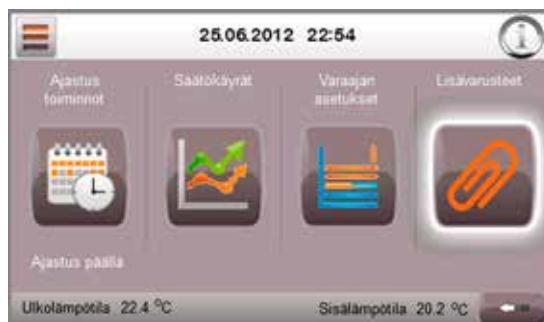 25.06.2012 22:54
Ajastus
toiminnot
Säätökäyrät
Varaajan
asetukset
Lisävarusteet
Ajastus päällä
Ulkolämpötila 22.4 °C
Sisälämpötila 20.2 °C